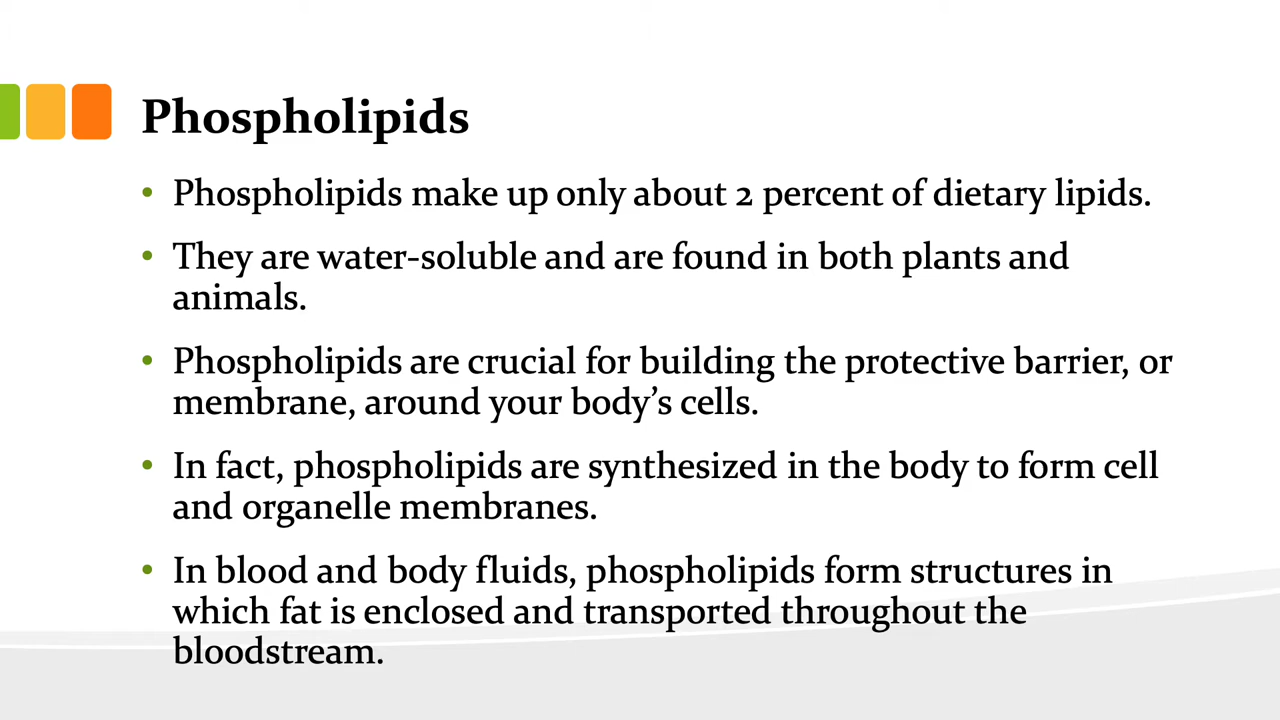 Phospholipids
• Phospholipids make up only about 2 percent of dietary lipids.
• They are water-soluble and are found in both plants and
animals.
• Phospholipids are crucial for building the protective barrier, or
membrane, around your body’s cells.
• In fact, phospholipids are synthesized in the body to form cell
and organelle membranes.
• In blood and body fluids, phospholipids form structures in
which fat is enclosed and transported throughout the
bloodstream.